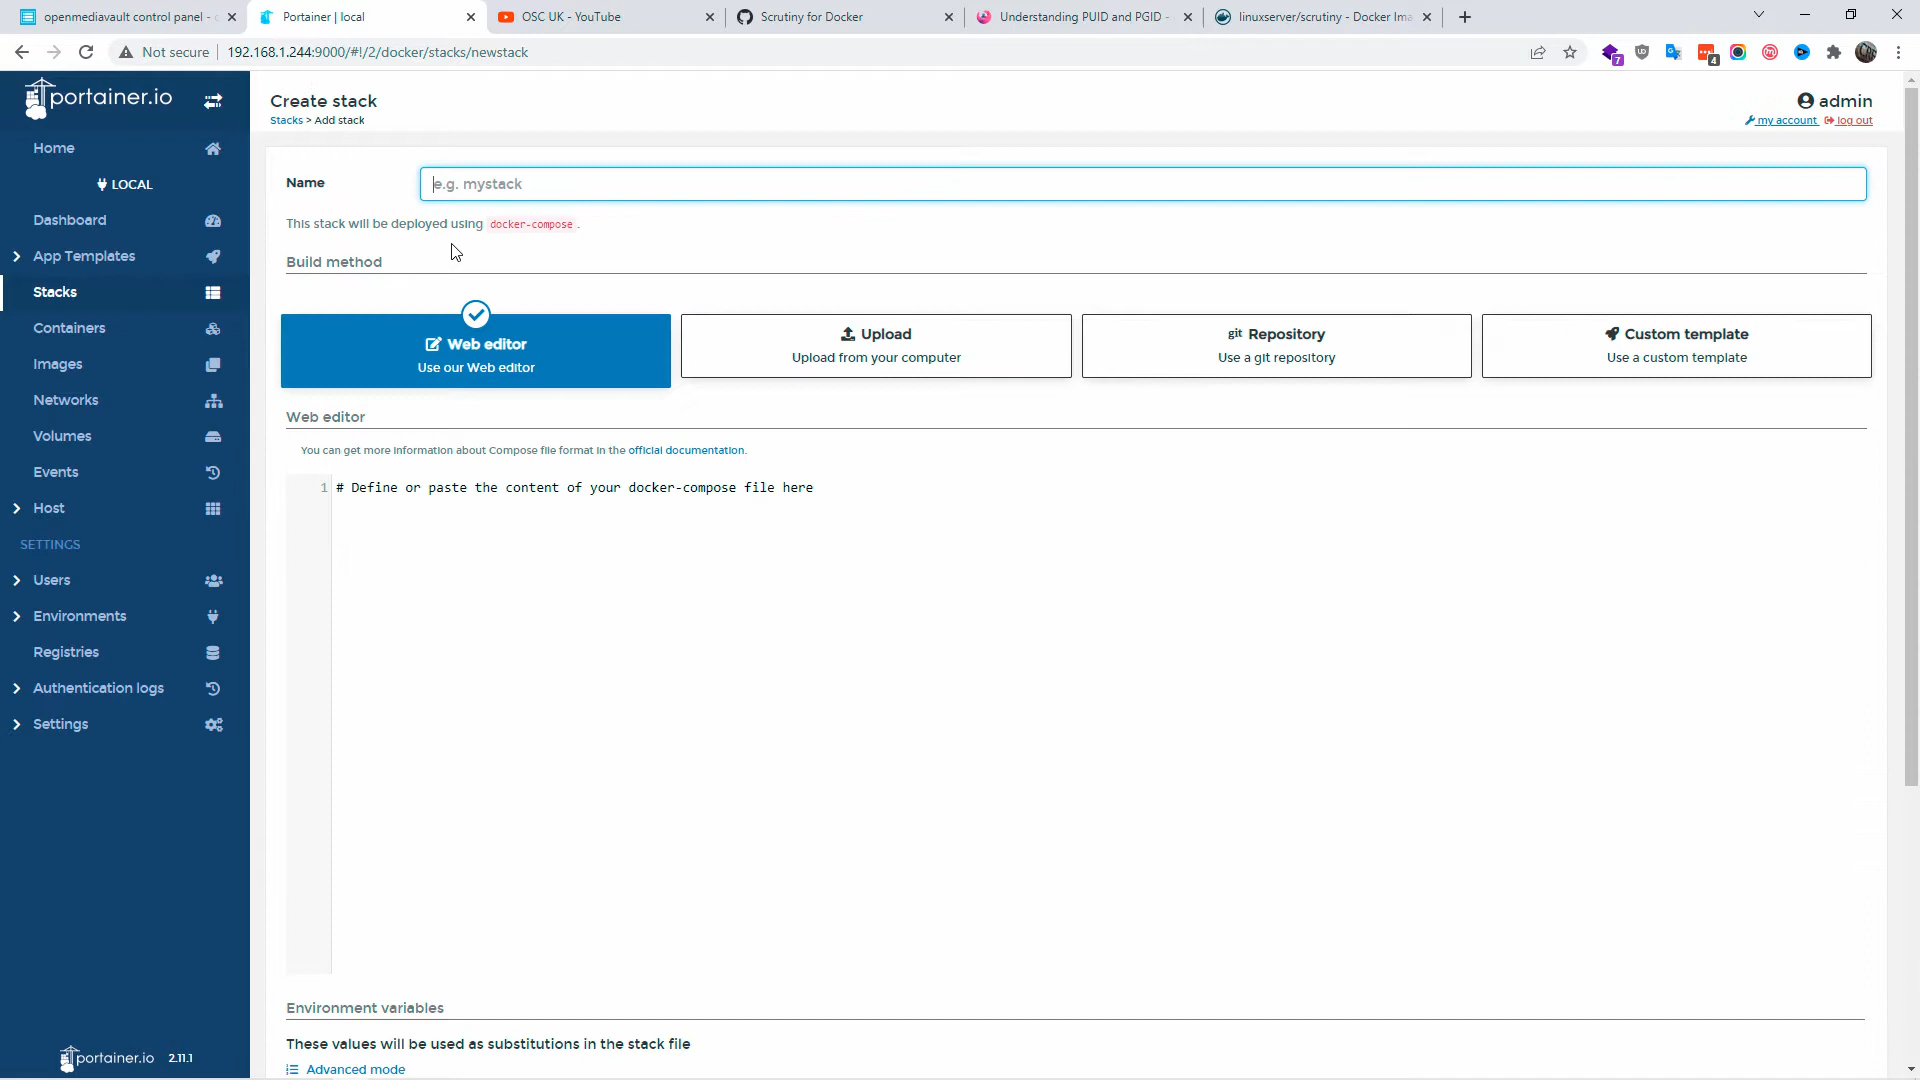 openmediavault control panel -
Portainer | local
OSC UK - YouTube
Scrutiny for Docker
Understanding PUID and PGID -
linuxserver/scrutiny - Docker Ima
Not secure
192.168.1.244:9000/#!/2/docker/stacks/newstack
7
4
portainer.io
Create stack
Stacks > Add stack
admin
my account
log out
Home
LOCAL
Dashboard
App Templates
Stacks
Containers
Images
Networks
Volumes
Events
Host
SETTINGS
Users
Environments
Registries
Authentication logs
Settings
portainer.io 2.11.1
Name
e.g. mystack
This stack will be deployed using docker-compose .
Build method
Web editor
Use our Web editor
Upload
Upload from your computer
git Repository
Use a git repository
Custom template
Use a custom template
Web editor
You can get more information about Compose file format in the official documentation.
1 # Define or paste the content of your docker-compose file here
Environment variables
These values will be used as substitutions in the stack file
Advanced mode